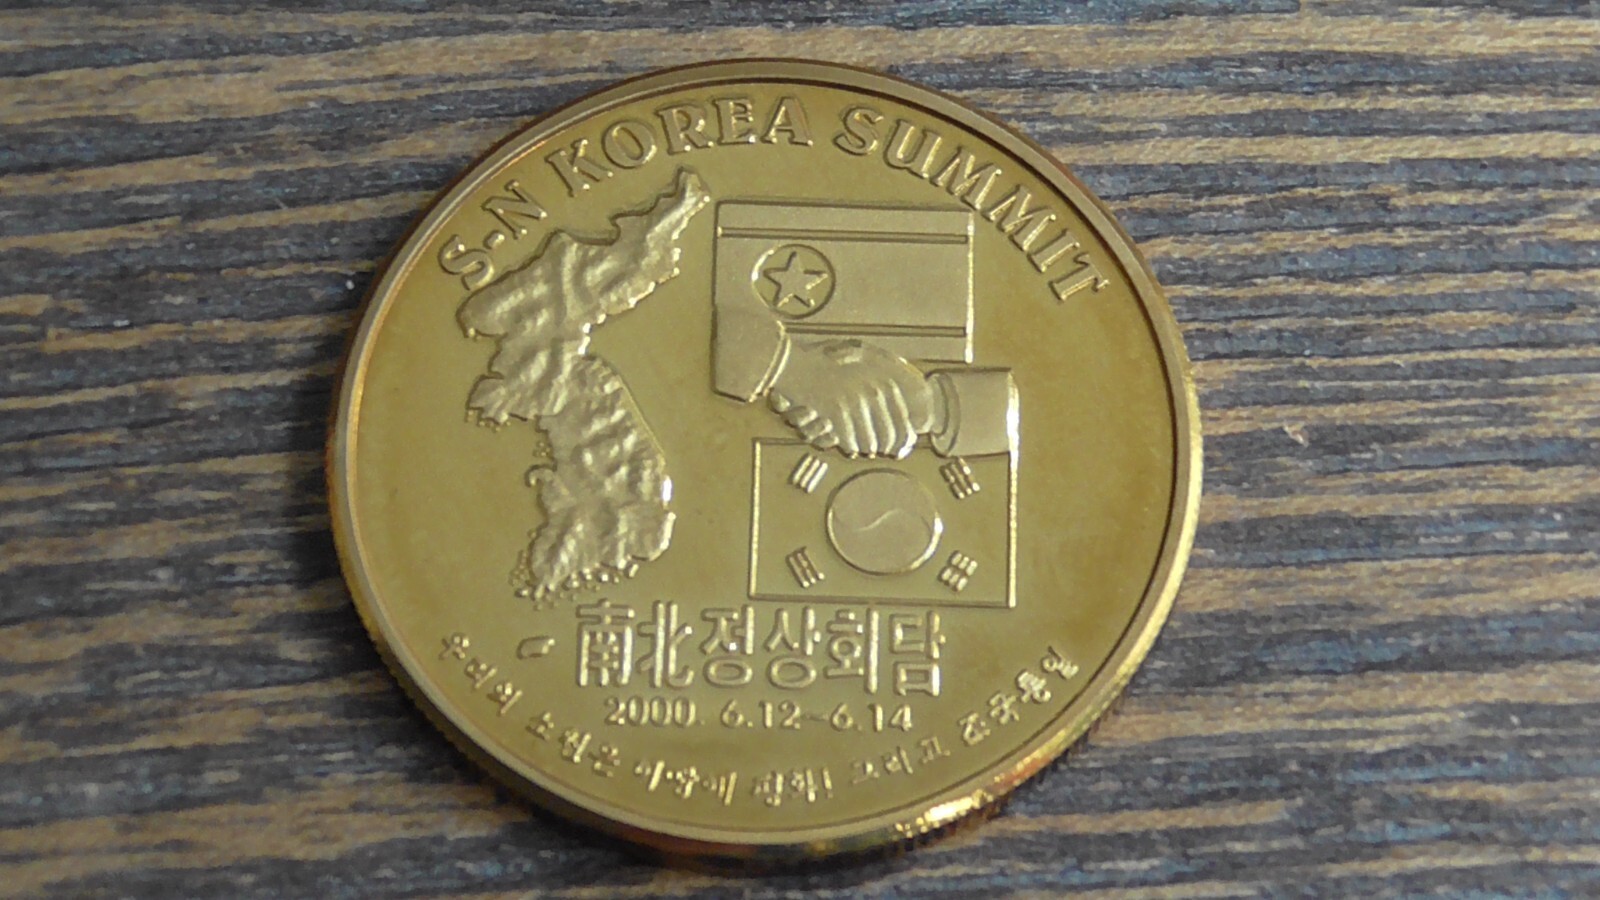 S-N KOREA SUMMIT
南北정상회담
2000. 6.12~6.14
우리의 소원은 이땅에 평화! 그리고 조국통일